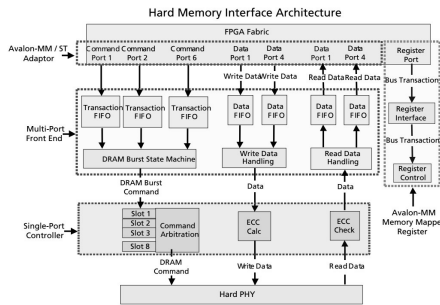 Hard Memory Interface Architecture
FPGA Fabric
Avalon-MM / ST
Adaptor
Command
Port 1
Command
Port 2
Command
Port 6
Data
Port 1
Data
Port 4
Data
Port 1
Data
Port 4
Register
Port
Write Data
Write Data
Read Data
Read Data
Bus Transaction
Multi-Port
Front End
Transaction
FIFO
Transaction
FIFO
Transaction
FIFO
Data
FIFO
Data
FIFO
Data
FIFO
Data
FIFO
Register
Interface
Bus Transaction
DRAM Burst State Machine
Write Data
Handling
Read Data
Handling
Register
Control
DRAM Burst
Command
Data
Data
Avalon-MM
Memory Mappe
Register
Single-Port
Controller
Slot 1
Slot 2
Slot 3
Slot 8
Command
Arbitration
ECC
Calc
ECC
Check
DRAM
Command
Write Data
Read Data
Hard PHY